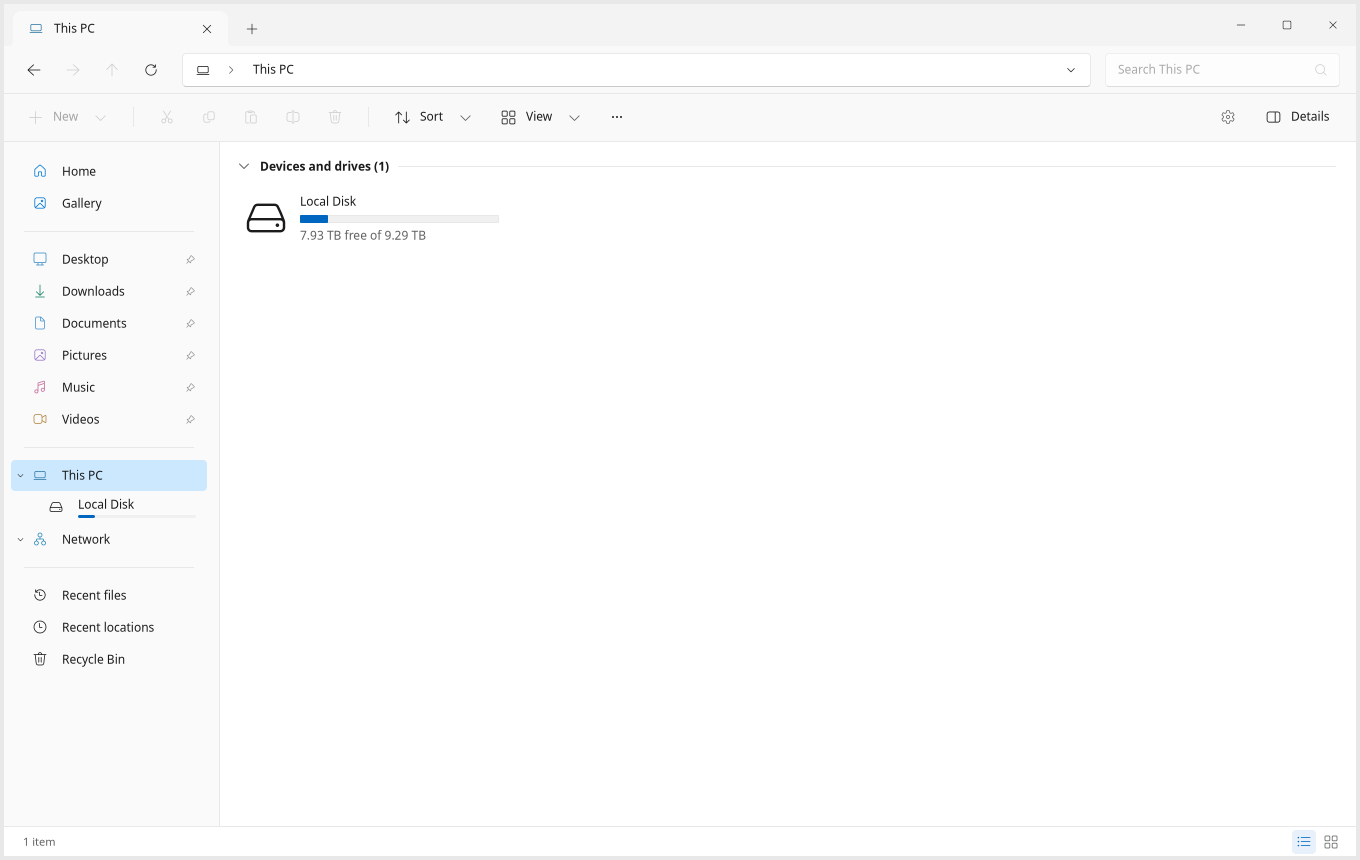 This PC
This PC
Search This PC
New
Sort
View
Details
Home
Gallery
Desktop
Downloads
Documents
Pictures
Music
Videos
This PC
Local Disk
Network
Recent files
Recent locations
Recycle Bin
Devices and drives (1)
Local Disk
7.93 TB free of 9.29 TB
1 item